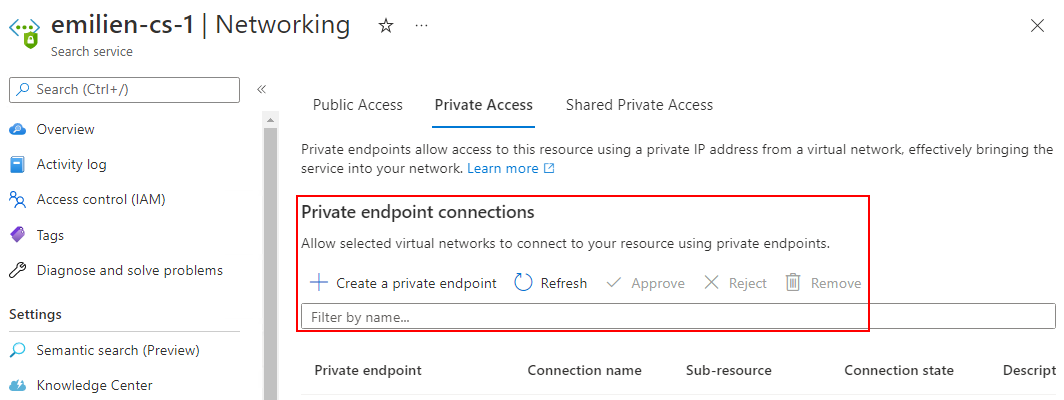 emilien-cs-1 | Networking
Search service
Search (Ctrl+/)
Overview
Activity log
Access control (IAM)
Tags
Diagnose and solve problems
Settings
Semantic search (Preview)
Knowledge Center
Public Access Private Access Shared Private Access
Private endpoints allow access to this resource using a private IP address from a virtual network, effectively bringing the
service into your network. Learn more
Private endpoint connections
Allow selected virtual networks to connect to your resource using private endpoints.
Create a private endpoint Refresh Approve Reject Remove
Filter by name...
Private endpoint Connection name Sub-resource Connection state Descript